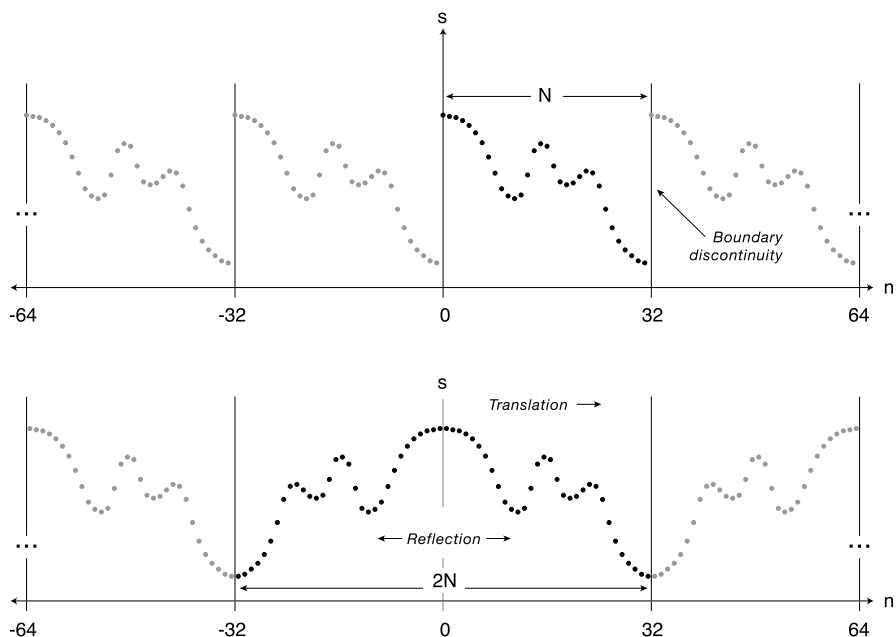 s
N
Boundary
discontinuity
... ...
n
-64 -32 0 32 64
s
Translation
Reflection
... ...
2N
n
-64 -32 0 32 64